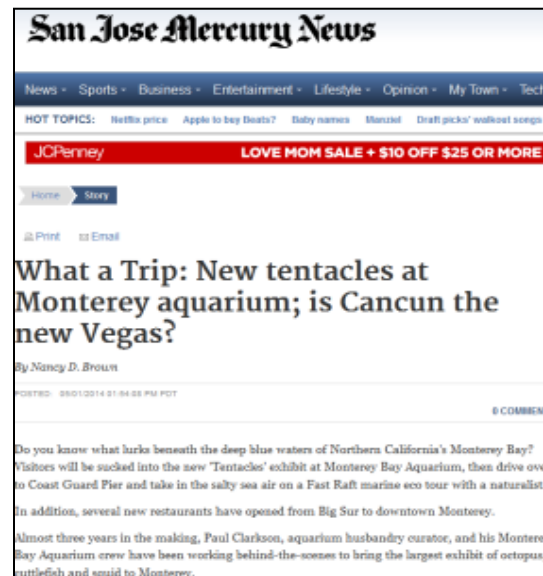 San Jose Mercury News
News Sports Business Entertainment Lifestyle Opinion My Town Tech
HOT TOPICS: Netflix price Apple to buy Beats? Baby names Manziel Draft picks' walkout songs
JCPenney LOVE MOM SALE + $10 OFF $25 OR MORE
Home Story
Print Email
What a Trip: New tentacles at
Monterey aquarium; is Cancun the
new Vegas?
By Nancy D. Brown
POSTED: PM PDT
0 COMMEN
Do you know what lurks beneath the deep blue waters of Northern California's Monterey Bay?
Visitors will be sucked into the new 'Tentacles' exhibit at Monterey Bay Aquarium, then drive ove
to Coast Guard Pier and take in the salty sea air on a Fast Raft marine eco tour with a naturalist
In addition, several new restaurants have opened from Big Sur to downtown Monterey.
Almost three years in the making, Paul Clarkson, aquarium husbandry curator, and his Montere
Bay Aquarium crew have been working behind-the-scenes to bring the largest exhibit of octopus
cuttlefish and squid to Monterey.